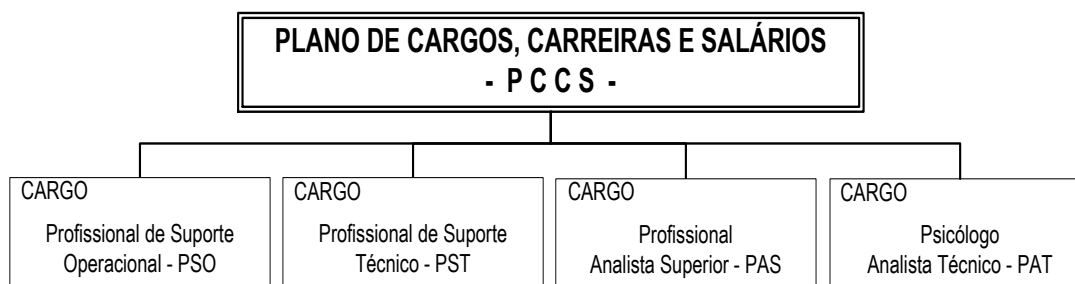 PLANO DE CARGOS, CARREIRAS E SALÁRIOS
- P C C S -
CARGO
Profissional de Suporte
Operacional - PSO
CARGO
Profissional de Suporte
Técnico - PST
CARGO
Profissional
Analista Superior - PAS
CARGO
Psicólogo
Analista Técnico - PAT